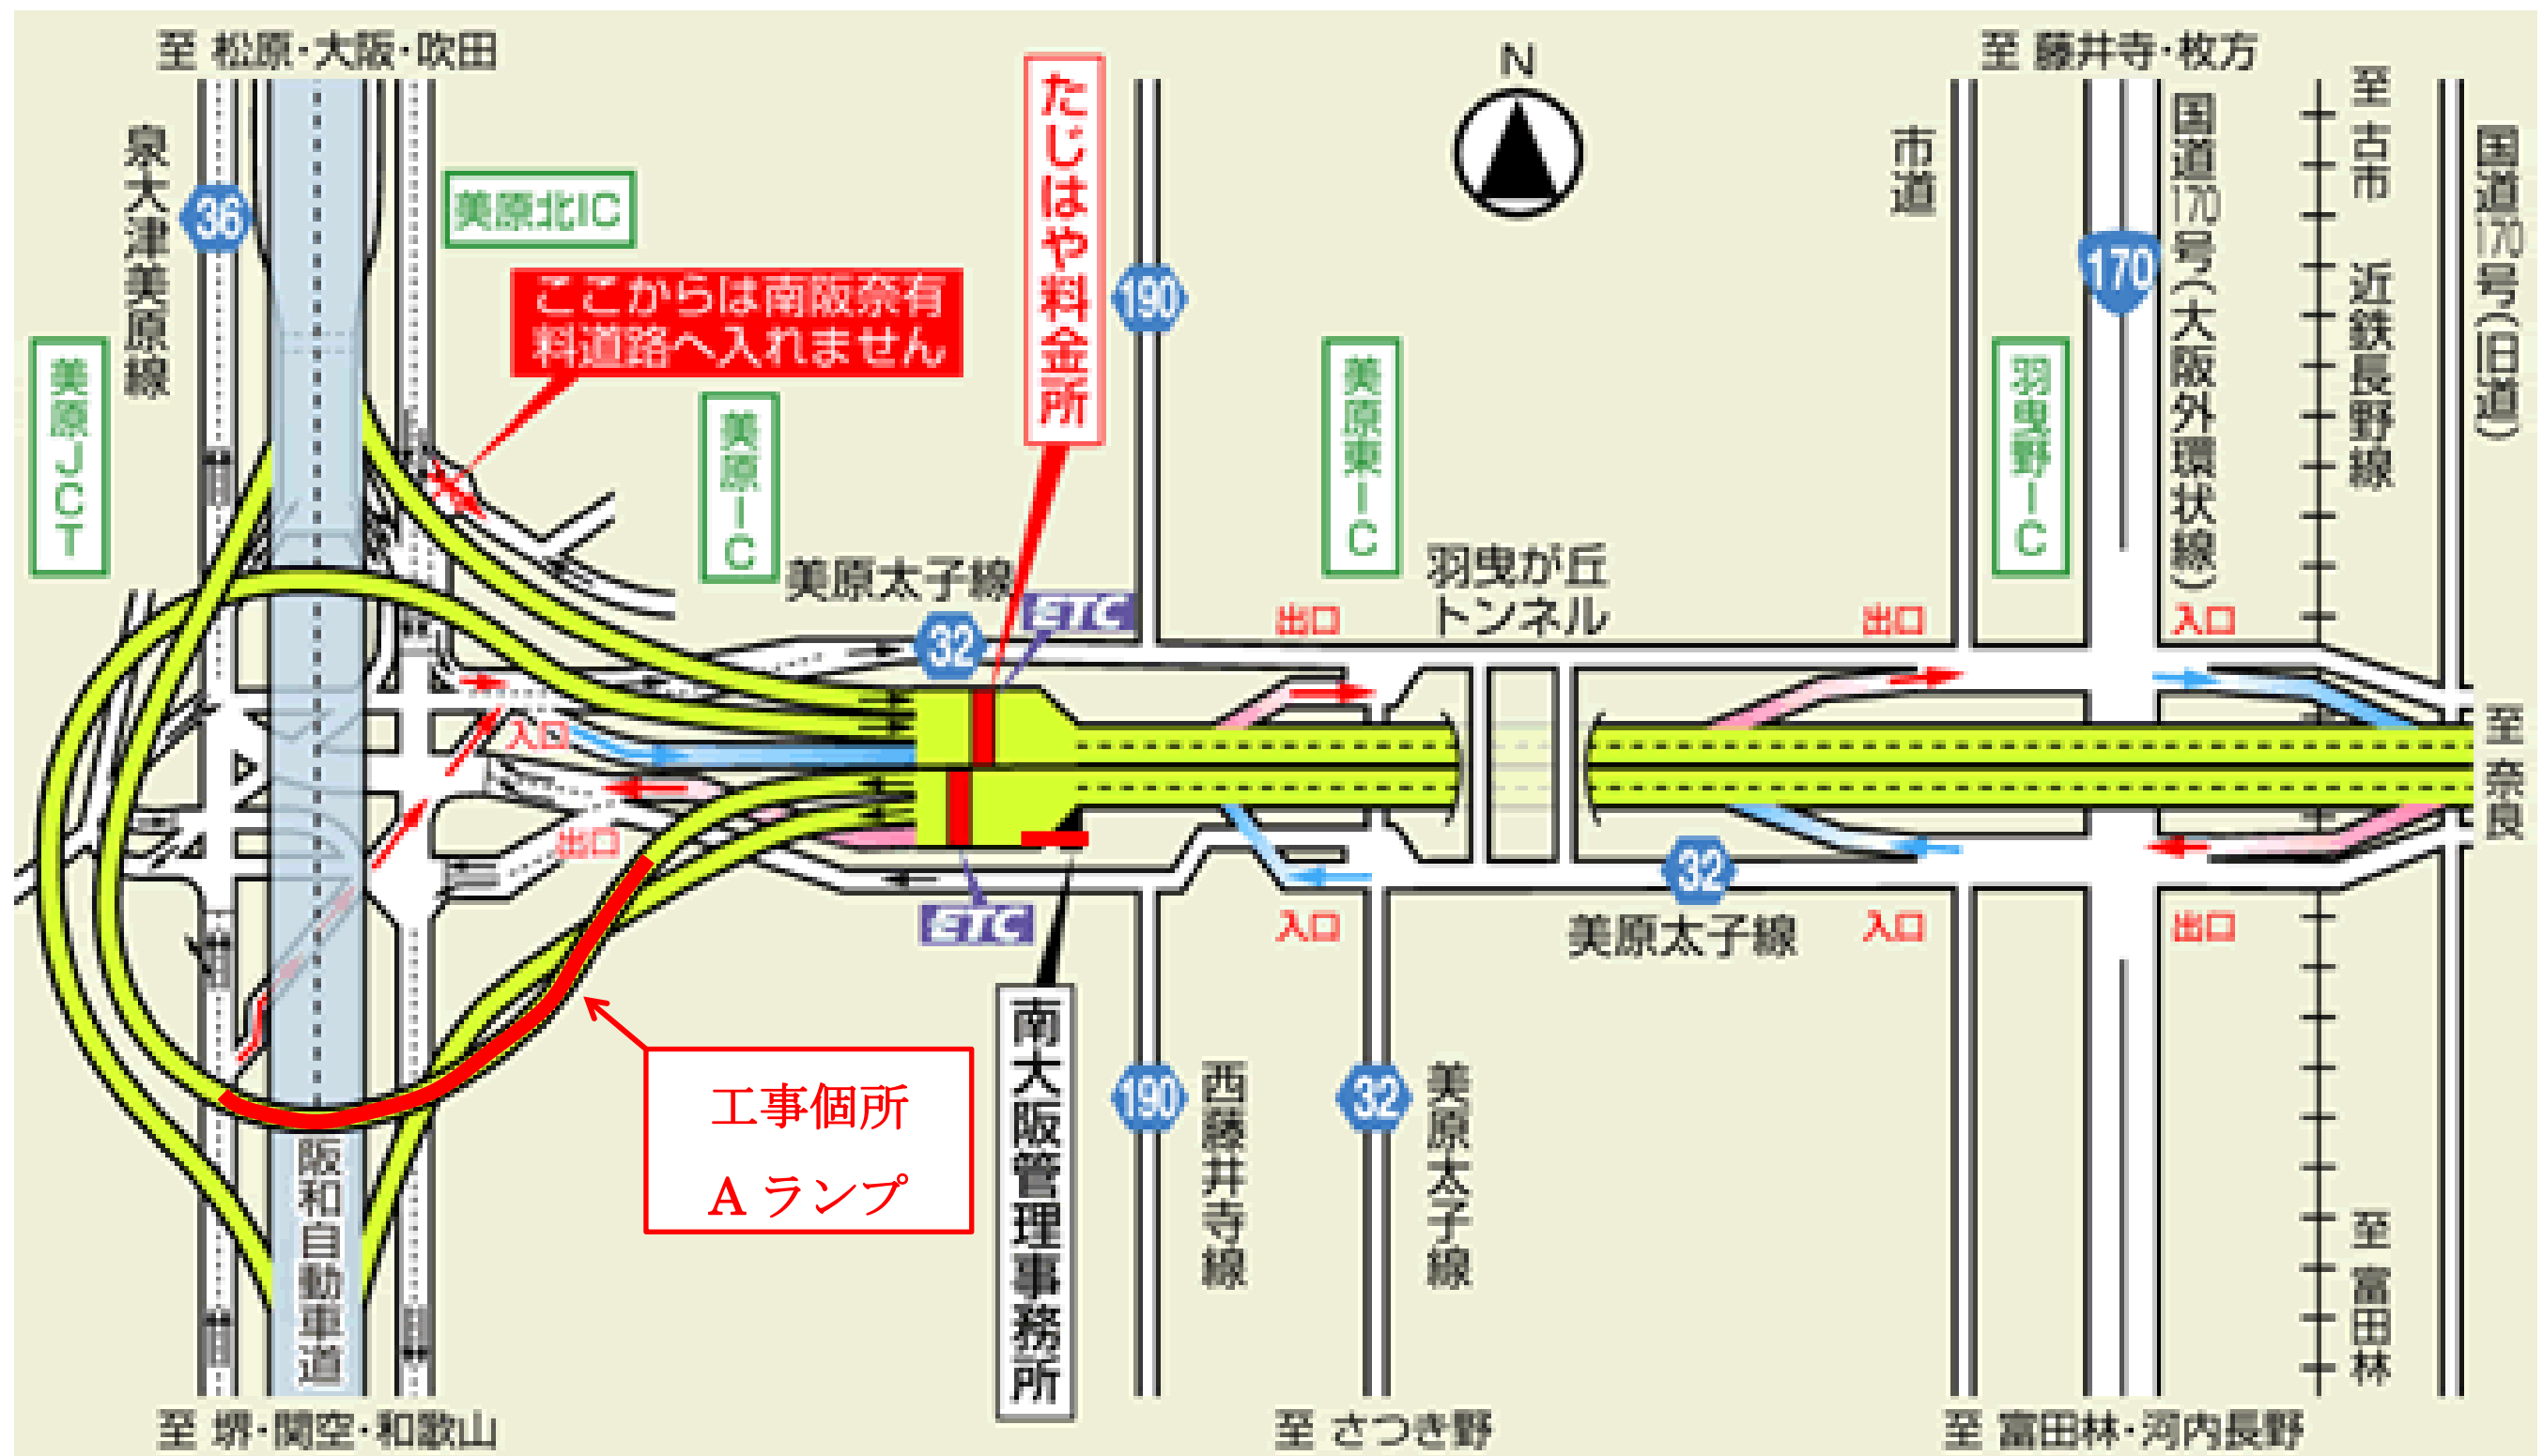 至 松原・大阪・吹田
泉大津美原線
36
美原北IC
ここからは南阪奈有
料道路へ入れません
美原JCT
美原IC
たじはや料金所
190
N
美原東IC
市道
至 藤井寺・枚方
国道170号(大阪外環状線)
170
羽曳野IC
至 古市
近鉄長野線
国道170号(旧道)
美原太子線
32
ETC
出口
羽曳が丘
トンネル
出口
入口
入口
出口
至 奈良
ETC
入口
32
美原太子線
入口
出口
工事個所
A ランプ
南大阪管理事務所
190
西藤井寺線
32
美原太子線
至 富田林
阪和自動車道
至 堺・関空・和歌山
至 さつき野
至 富田林・河内長野